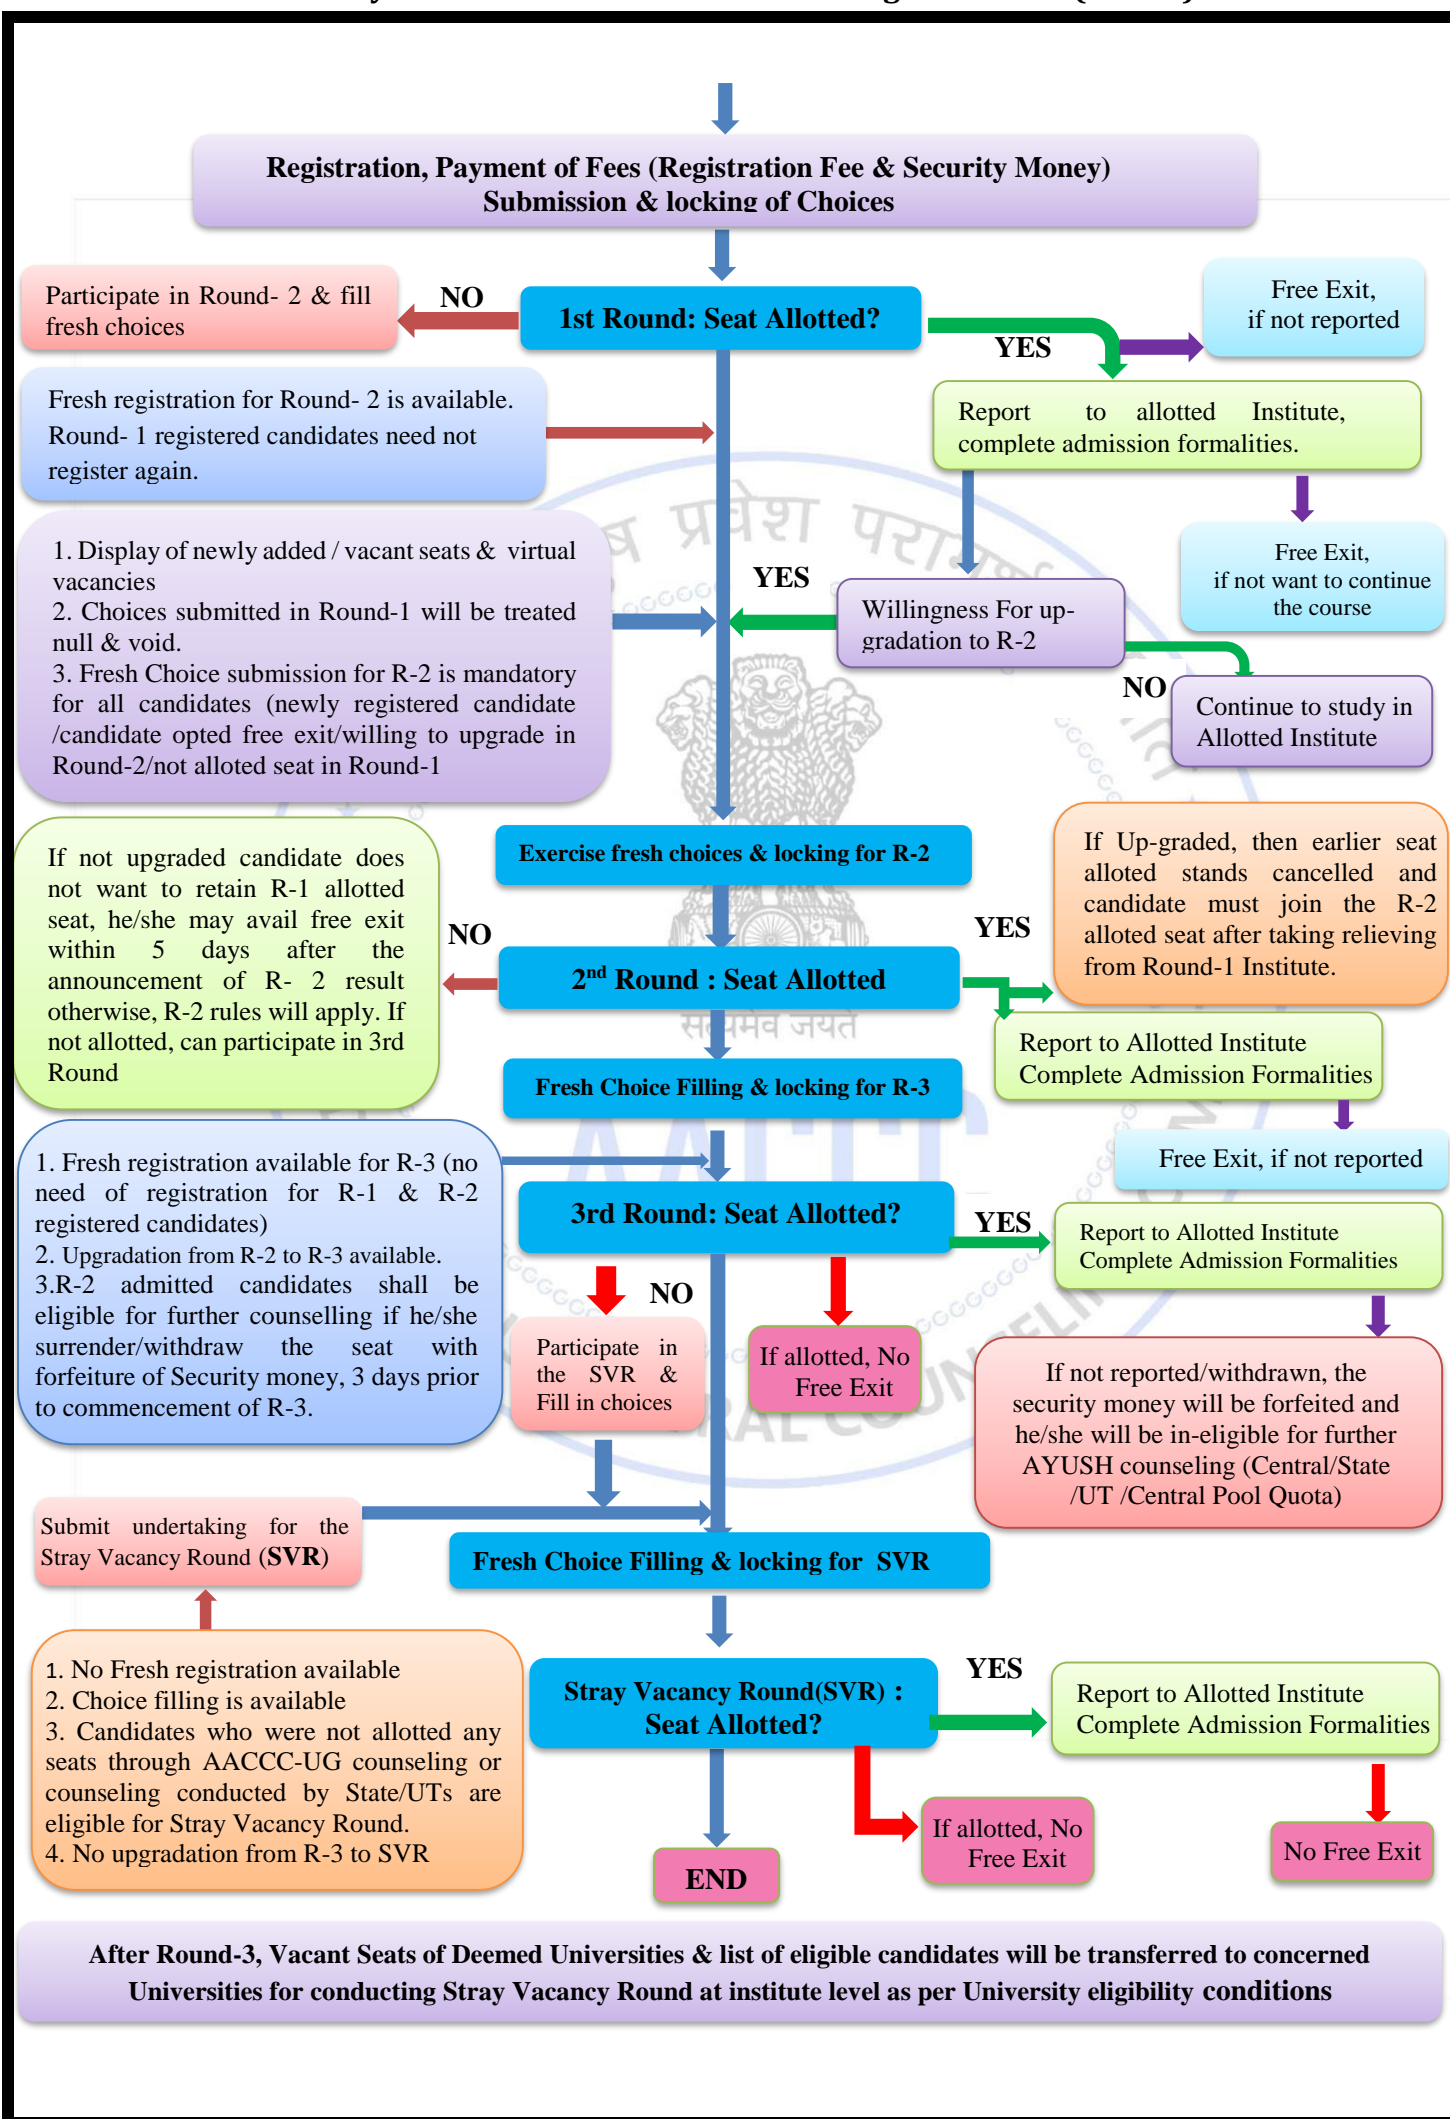 Registration, Payment of Fees (Registration Fee & Security Money)
Submission & locking of Choices
Participate in Round- 2 & fill
fresh choices
NO
1st Round: Seat Allotted?
YES
Free Exit,
if not reported
Fresh registration for Round- 2 is available.
Round- 1 registered candidates need not
register again.
Report to allotted Institute,
complete admission formalities.
1. Display of newly added / vacant seats & virtual
vacancies
2. Choices submitted in Round-1 will be treated
null & void.
3. Fresh Choice submission for R-2 is mandatory
for all candidates (newly registered candidate
/candidate opted free exit/willing to upgrade in
Round-2/not alloted seat in Round-1
YES
Willingness For up-
gradation to R-2
Free Exit,
if not want to continue
the course
NO
Continue to study in
Allotted Institute
Exercise fresh choices & locking for R-2
If not upgraded candidate does
not want to retain R-1 allotted
seat, he/she may avail free exit
within 5 days after the
announcement of R- 2 result
otherwise, R-2 rules will apply. If
not allotted, can participate in 3rd
Round
NO
2nd Round : Seat Allotted
YES
If Up-graded, then earlier seat
alloted stands cancelled and
candidate must join the R-2
alloted seat after taking relieving
from Round-1 Institute.
सत्यमेव जयते
Report to Allotted Institute
Complete Admission Formalities
Fresh Choice Filling & locking for R-3
Free Exit, if not reported
1. Fresh registration available for R-3 (no
need of registration for R-1 & R-2
registered candidates)
2. Upgradation from R-2 to R-3 available.
3.R-2 admitted candidates shall be
eligible for further counselling if he/she
surrender/withdraw the seat with
forfeiture of Security money, 3 days prior
to commencement of R-3.
3rd Round: Seat Allotted?
YES
Report to Allotted Institute
Complete Admission Formalities
NO
Participate in
the SVR &
Fill in choices
If allotted, No
Free Exit
If not reported/withdrawn, the
security money will be forfeited and
he/she will be in-eligible for further
AYUSH counseling (Central/State
/UT /Central Pool Quota)
Submit undertaking for the
Stray Vacancy Round (SVR)
Fresh Choice Filling & locking for SVR
1. No Fresh registration available
2. Choice filling is available
3. Candidates who were not allotted any
seats through AACCC-UG counseling or
counseling conducted by State/UTs are
eligible for Stray Vacancy Round.
4. No upgradation from R-3 to SVR
Stray Vacancy Round(SVR) :
Seat Allotted?
YES
Report to Allotted Institute
Complete Admission Formalities
If allotted, No
Free Exit
No Free Exit
END
After Round-3, Vacant Seats of Deemed Universities & list of eligible candidates will be transferred to concerned
Universities for conducting Stray Vacancy Round at institute level as per University eligibility conditions